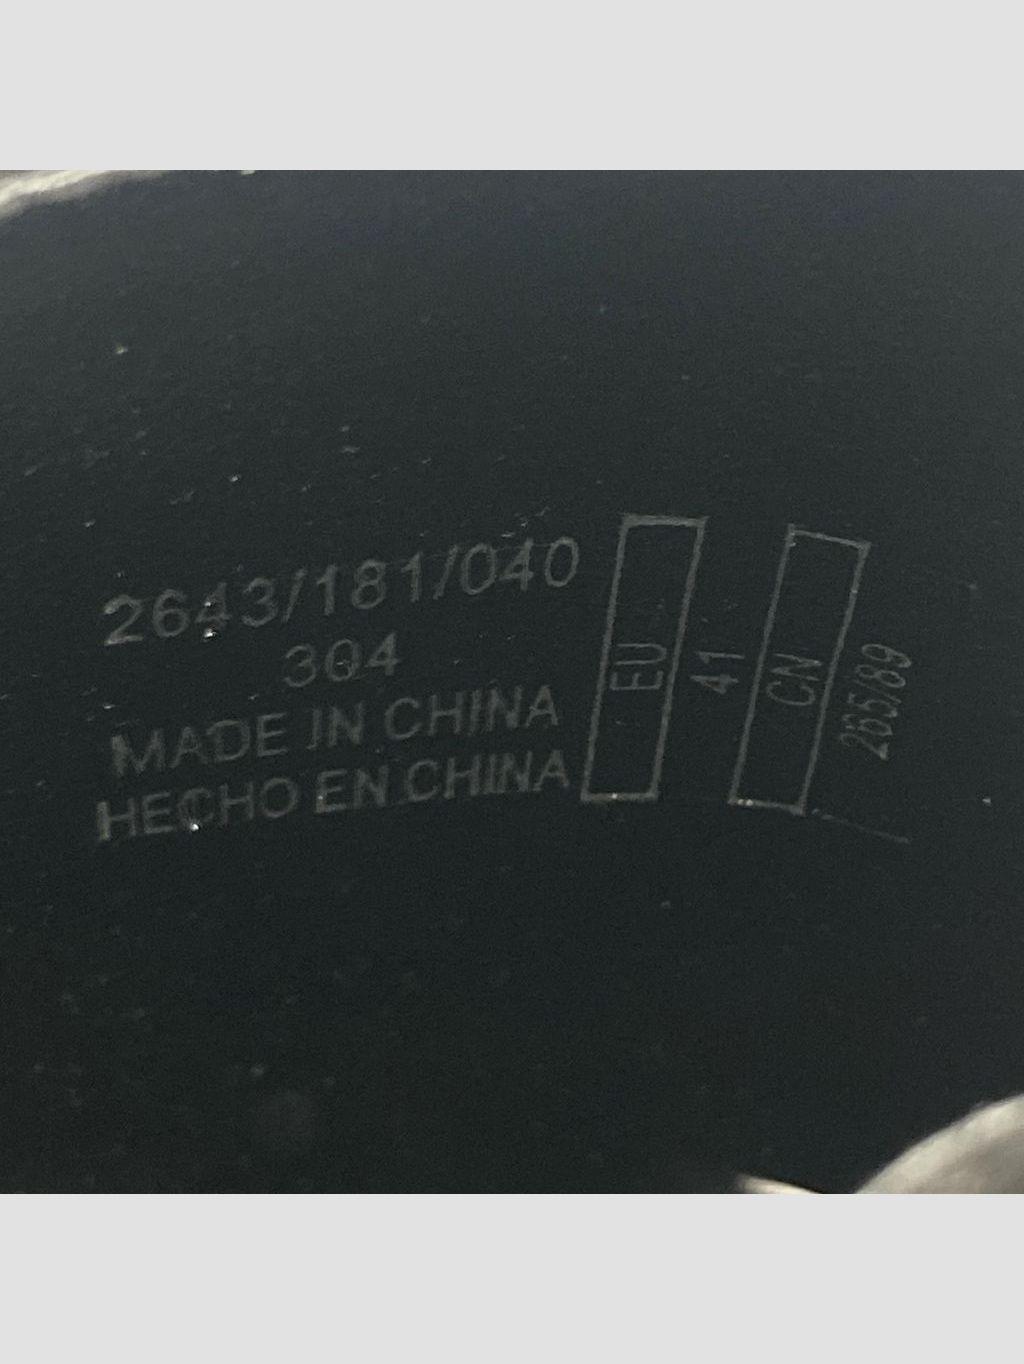 2643/181/040
304
MADE IN CHINA
HECHO EN CHINA
EU
41
CN
265/89